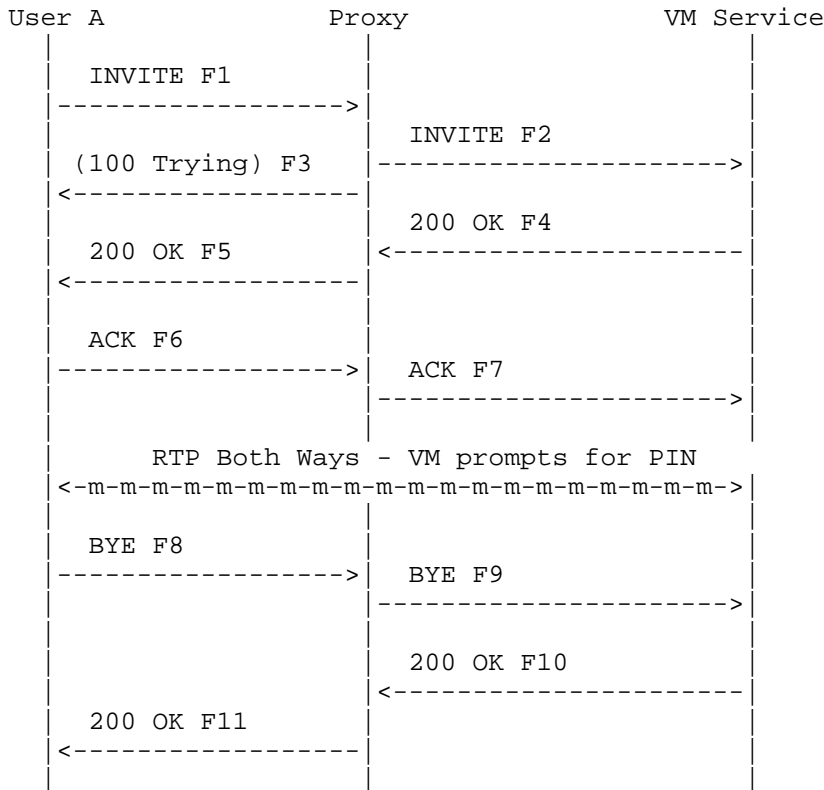 User A Proxy VM Service
INVITE F1
INVITE F2
(100 Trying) F3
200 OK F4
200 OK F5
ACK F6
ACK F7
RTP Both Ways - VM prompts for PIN
<-m-m-m-m-m-m-m-m-m-m-m-m-m-m-m-m-m-m-m-m->
BYE F8
BYE F9
200 OK F10
200 OK F11